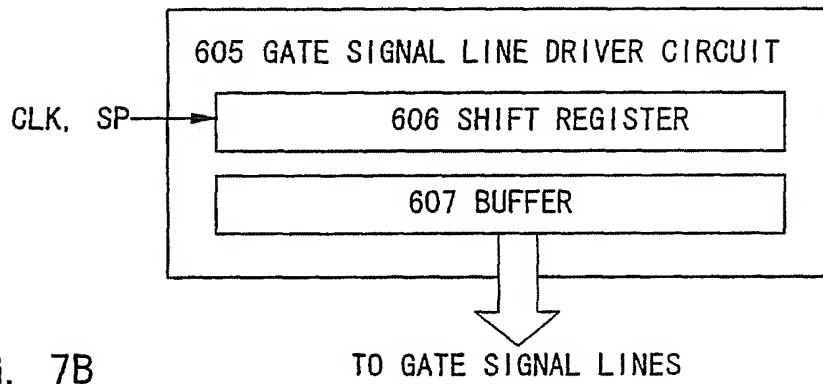 605 GATE SIGNAL LINE DRIVER CIRCUIT
CLK, SP
606 SHIFT REGISTER
607 BUFFER
7B
TO GATE SIGNAL LINES